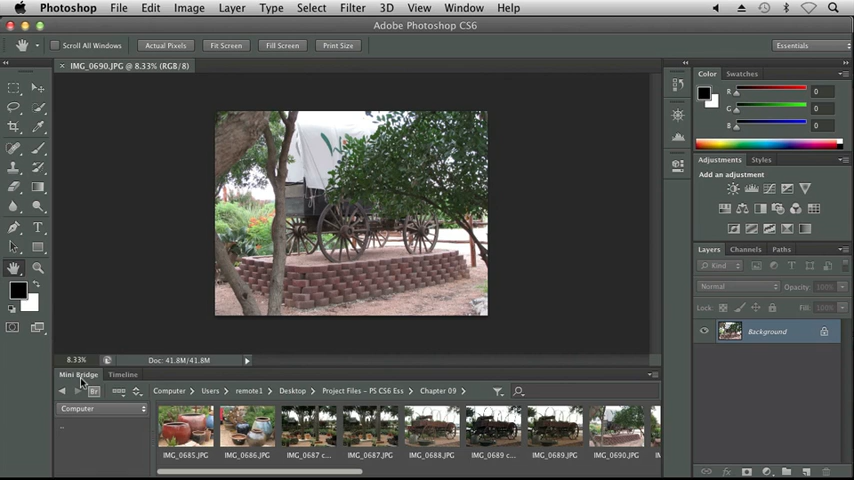 Photoshop File Edit Image Layer Type Select Filter 3D View Window Help
Adobe Photoshop CS6
Scroll All Windows Actual Pixels Fit Screen Fill Screen Print Size Essentials
× IMG_0690.JPG @ 8.33% (RGB/8)
Color Swatches
R 0
G 0
B 0
Adjustments Styles
Add an adjustment
Layers Channels Paths
Kind
Normal Opacity: 100%
Lock: Fill: 100%
Background
8.33% Doc: 41.8M/41.8M
Mini Bridge Timeline
Br Computer Users remote1 Desktop Project Files - PS CS6 Ess Chapter 09
Computer
..
IMG_0685.JPG IMG_0686.JPG IMG_0687 c... IMG_0687.JPG IMG_0688.JPG IMG_0689 c... IMG_0689.JPG IMG_0690.JPG